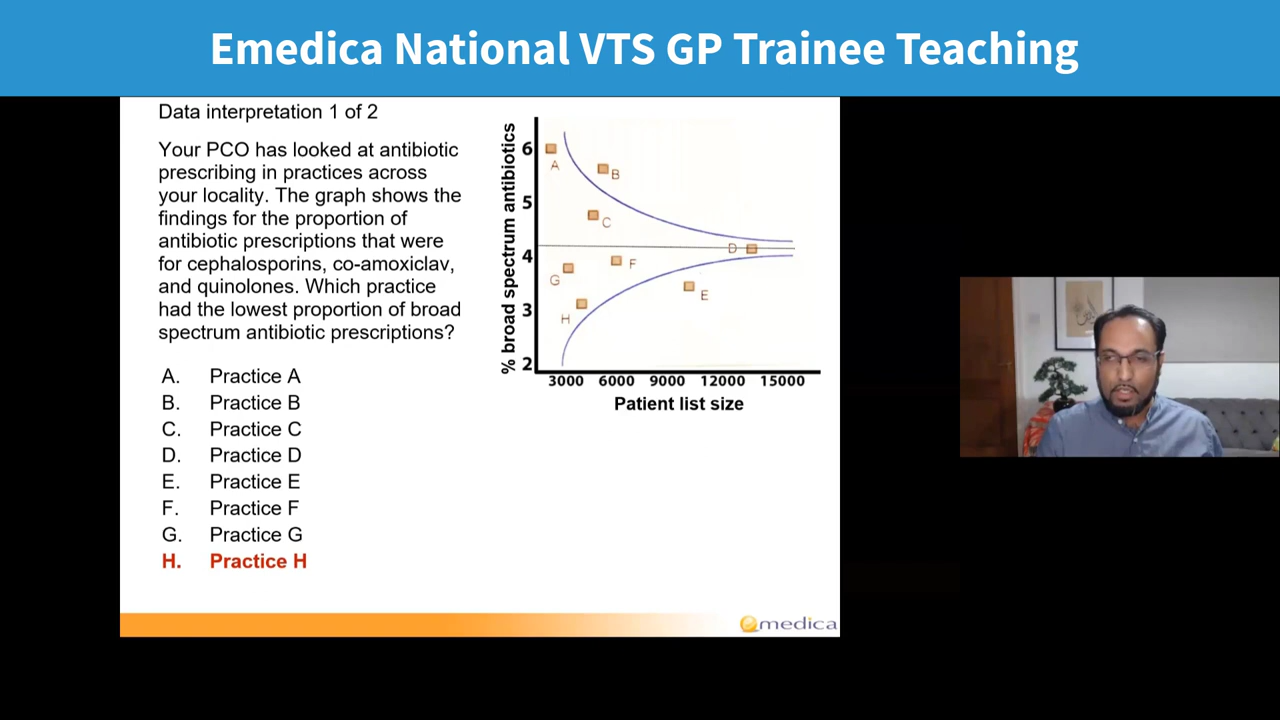 Emedica National VTS GP Trainee Teaching
Data interpretation 1 of 2
Your PCO has looked at antibiotic
prescribing in practices across
your locality. The graph shows the
findings for the proportion of
antibiotic prescriptions that were
for cephalosporins, co-amoxiclav,
and quinolones. Which practice
had the lowest proportion of broad
spectrum antibiotic prescriptions?
A. Practice A
B. Practice B
C. Practice C
D. Practice D
E. Practice E
F. Practice F
G. Practice G
H. Practice H
% broad spectrum antibiotics
6
5
4
3
2
A
B
C
D
F
G
E
H
3000 6000 9000 12000 15000
Patient list size
emedica